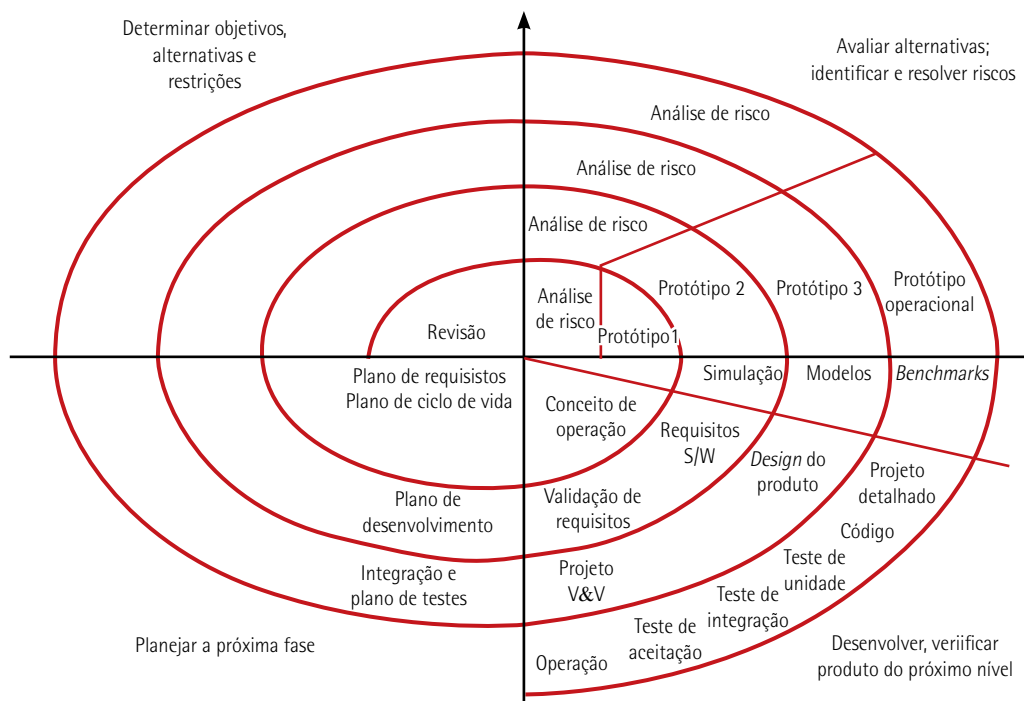 Determinar objetivos,
alternativas e
restrições
Avaliar alternativas;
identificar e resolver riscos
Análise de risco
Análise de risco
Análise de risco
Análise
de risco
Protótipo 1
Protótipo 2
Protótipo 3
Protótipo
operacional
Revisão
Plano de requisistos
Plano de ciclo de vida
Conceito de
operação
Simulação
Modelos
Benchmarks
Requisitos
S/W
Design do
produto
Projeto
detalhado
Código
Plano de
desenvolvimento
Validação de
requisitos
Teste de
unidade
Integração e
plano de testes
Projeto
V&V
Teste de
integração
Teste de
aceitação
Operação
Planejar a próxima fase
Desenvolver, veriificar
produto do próximo nível